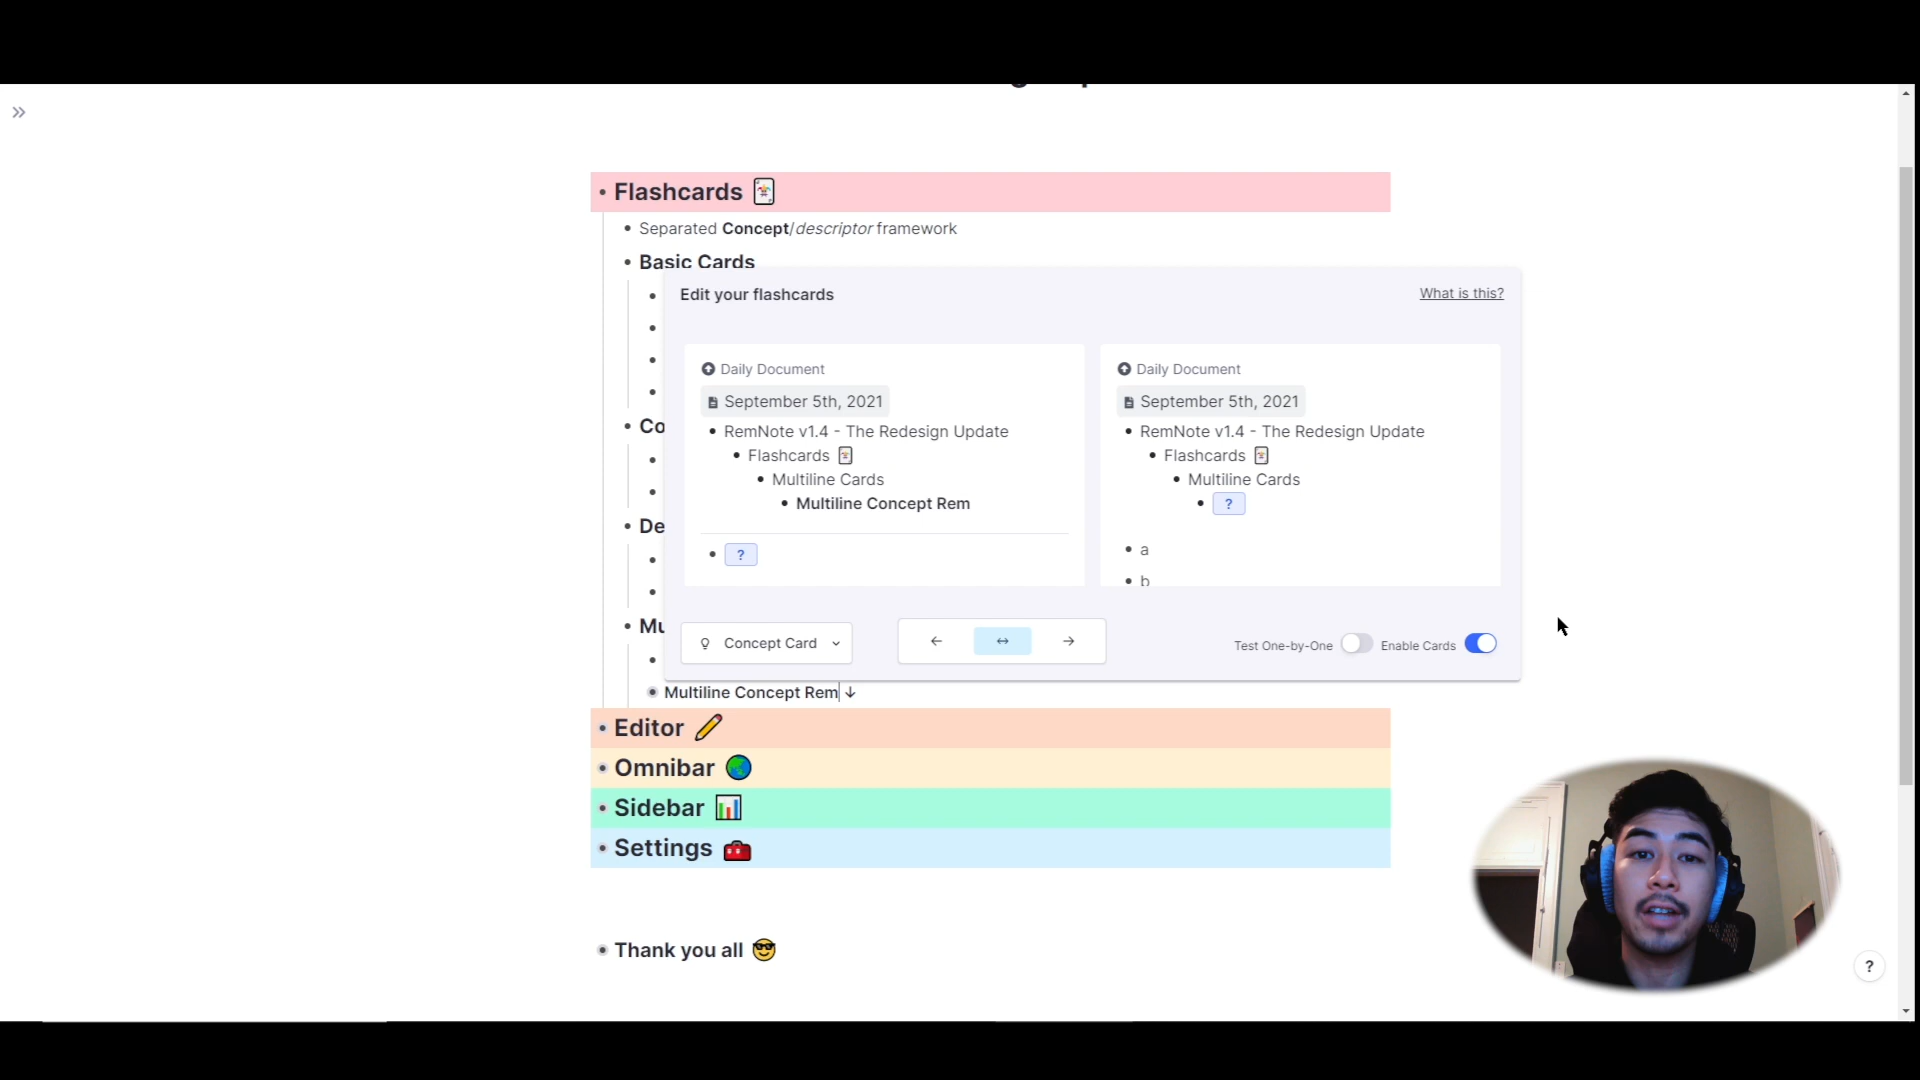 Flashcards
Separated Concept/descriptor framework
Basic Cards
Edit your flashcards
What is this?
Daily Document
September 5th, 2021
RemNote v1.4 - The Redesign Update
Flashcards
Multiline Cards
Multiline Concept Rem
?
Daily Document
September 5th, 2021
RemNote v1.4 - The Redesign Update
Flashcards
Multiline Cards
?
a
b
Co
De
Mu
Concept Card
Test One-by-One
Enable Cards
Multiline Concept Rem
Editor
Omnibar
Sidebar
Settings
Thank you all
?